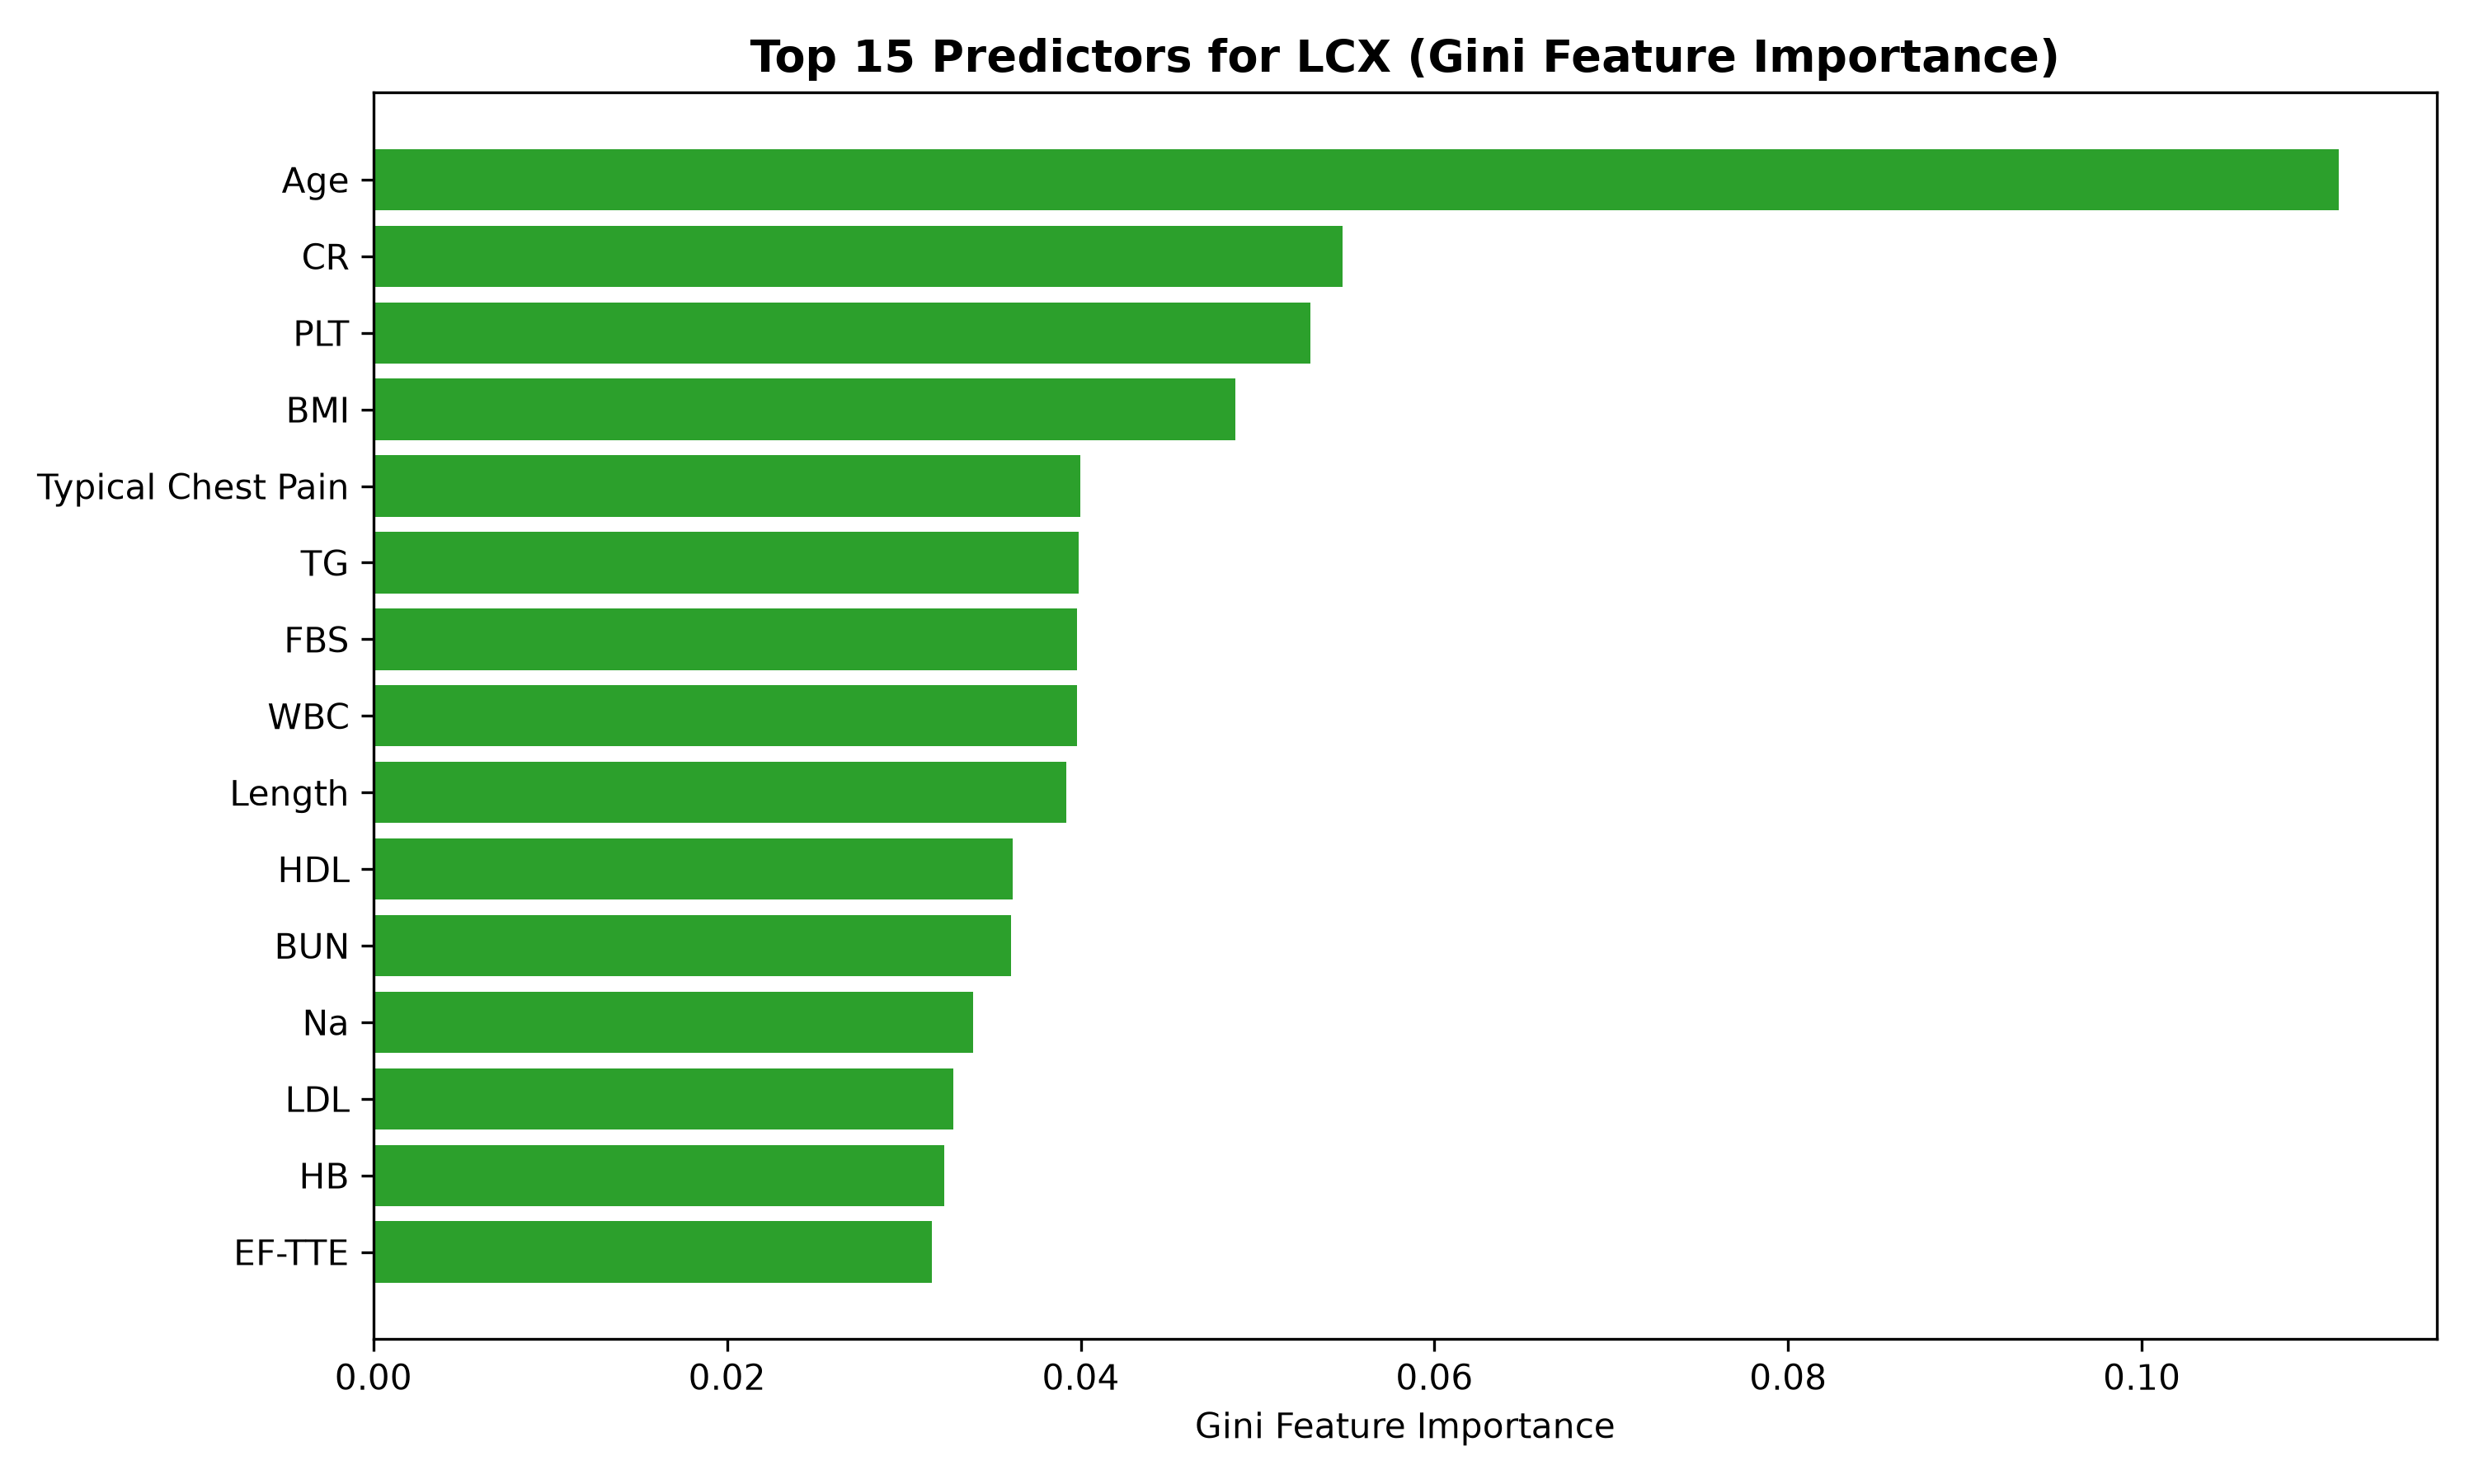 Top 15 Predictors for LCX (Gini Feature Importance)
Age
CR
PLT
BMI
Typical Chest Pain
TG
FBS
WBC
Length
HDL
BUN
Na
LDL
HB
EF-TTE
0.00 0.02 0.04 0.06 0.08 0.10
Gini Feature Importance